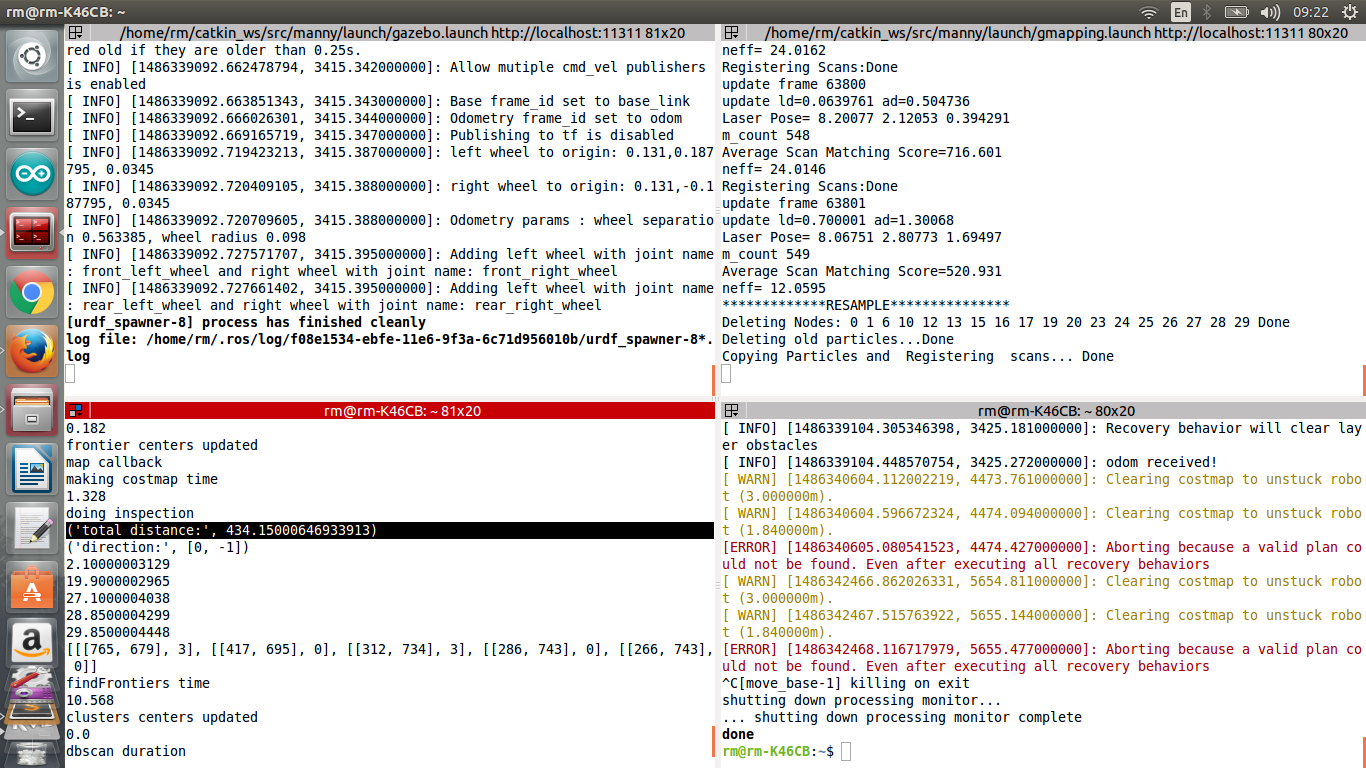 rm@rm-K46CB: ~
En
09:22
/home/rm/catkin_ws/src/manny/launch/gazebo.launch http://localhost:11311 81x20
red old if they are older than 0.25s.
[ INFO] [1486339092.662478794, 3415.342000000]: Allow mutiple cmd_vel publishers
is enabled
[ INFO] [1486339092.663851343, 3415.343000000]: Base frame_id set to base_link
[ INFO] [1486339092.666026301, 3415.344000000]: Odometry frame_id set to odom
[ INFO] [1486339092.669165719, 3415.347000000]: Publishing to tf is disabled
[ INFO] [1486339092.719423213, 3415.387000000]: left wheel to origin: 0.131,0.187
795, 0.0345
[ INFO] [1486339092.720409105, 3415.388000000]: right wheel to origin: 0.131,-0.1
87795, 0.0345
[ INFO] [1486339092.720709605, 3415.388000000]: Odometry params : wheel separatio
n 0.563385, wheel radius 0.098
[ INFO] [1486339092.727571707, 3415.395000000]: Adding left wheel with joint name
: front_left_wheel and right wheel with joint name: front_right_wheel
[ INFO] [1486339092.727661402, 3415.395000000]: Adding left wheel with joint name
: rear_left_wheel and right wheel with joint name: rear_right_wheel
[urdf_spawner-8] process has finished cleanly
log file: /home/rm/.ros/log/f08e1534-ebfe-11e6-9f3a-6c71d956010b/urdf_spawner-8*.
log
/home/rm/catkin_ws/src/manny/launch/gmapping.launch http://localhost:11311 80x20
neff= 24.0162
Registering Scans:Done
update frame 63800
update ld=0.0639761 ad=0.504736
Laser Pose= 8.20077 2.12053 0.394291
m_count 548
Average Scan Matching Score=716.601
neff= 24.0146
Registering Scans:Done
update frame 63801
update ld=0.700001 ad=1.30068
Laser Pose= 8.06751 2.80773 1.69497
m_count 549
Average Scan Matching Score=520.931
neff= 12.0595
*************RESAMPLE***************
Deleting Nodes: 0 1 6 10 12 13 15 16 17 19 20 23 24 25 26 27 28 29 Done
Deleting old particles...Done
Copying Particles and  Registering  scans... Done
rm@rm-K46CB: ~ 81x20
0.182
frontier centers updated
map callback
making costmap time
1.328
doing inspection
('total distance:', 434.15000646933913)
('direction:', [0, -1])
2.10000003129
19.9000002965
27.1000004038
28.8500004299
29.8500004448
[[[765, 679], 3], [[417, 695], 0], [[312, 734], 3], [[286, 743], 0], [[266, 743],
0]]
findFrontiers time
10.568
clusters centers updated
0.0
dbscan duration
rm@rm-K46CB: ~ 80x20
[ INFO] [1486339104.305346398, 3425.181000000]: Recovery behavior will clear lay
er obstacles
[ INFO] [1486339104.448570754, 3425.272000000]: odom received!
[ WARN] [1486340604.112002219, 4473.761000000]: Clearing costmap to unstuck robo
t (3.000000m).
[ WARN] [1486340604.596672324, 4474.094000000]: Clearing costmap to unstuck robo
t (1.840000m).
[ERROR] [1486340605.080541523, 4474.427000000]: Aborting because a valid plan co
uld not be found. Even after executing all recovery behaviors
[ WARN] [1486342466.862026331, 5654.811000000]: Clearing costmap to unstuck robo
t (3.000000m).
[ WARN] [1486342467.515763922, 5655.144000000]: Clearing costmap to unstuck robo
t (1.840000m).
[ERROR] [1486342468.116717979, 5655.477000000]: Aborting because a valid plan co
uld not be found. Even after executing all recovery behaviors
^C[move_base-1] killing on exit
shutting down processing monitor...
... shutting down processing monitor complete
done
rm@rm-K46CB:~$